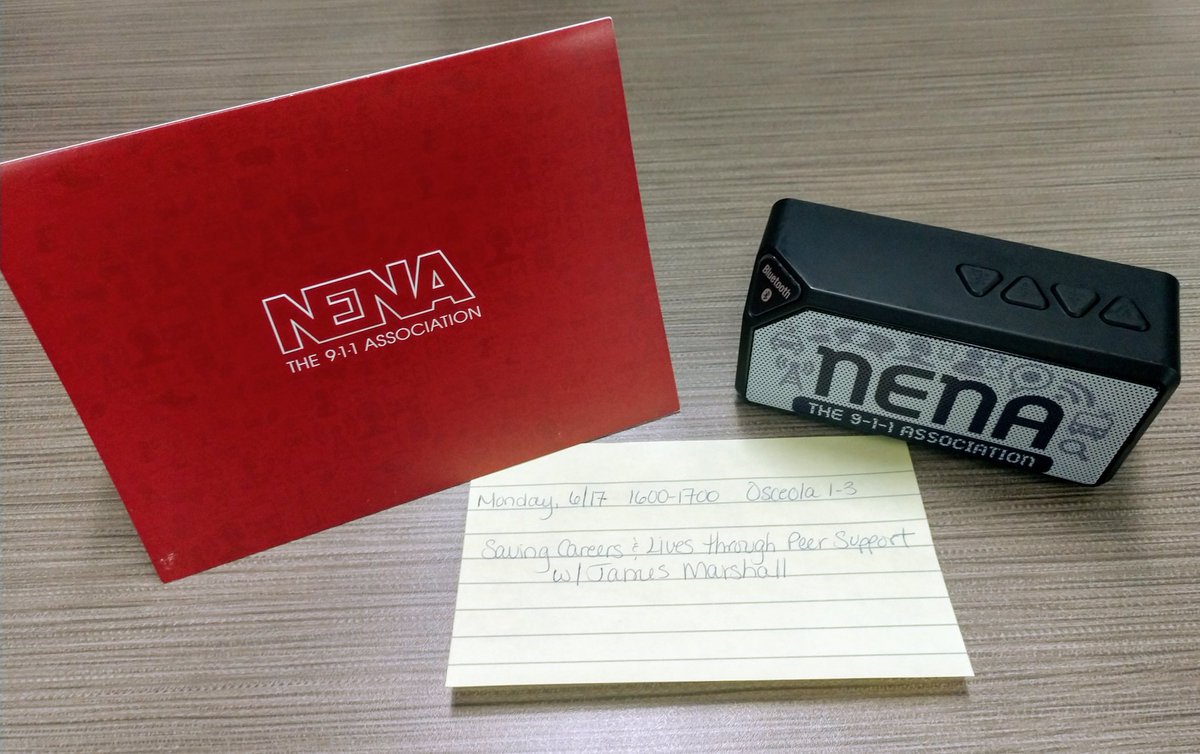 NENA
THE 9-1-1 ASSOCIATION
Bluetooth
nena
THE 9-1-1 ASSOCIATION
Monday, 6/17 1600-1700 Osceola 1-3
Saving Careers & Lives through Peer Support
w/ James Marshall